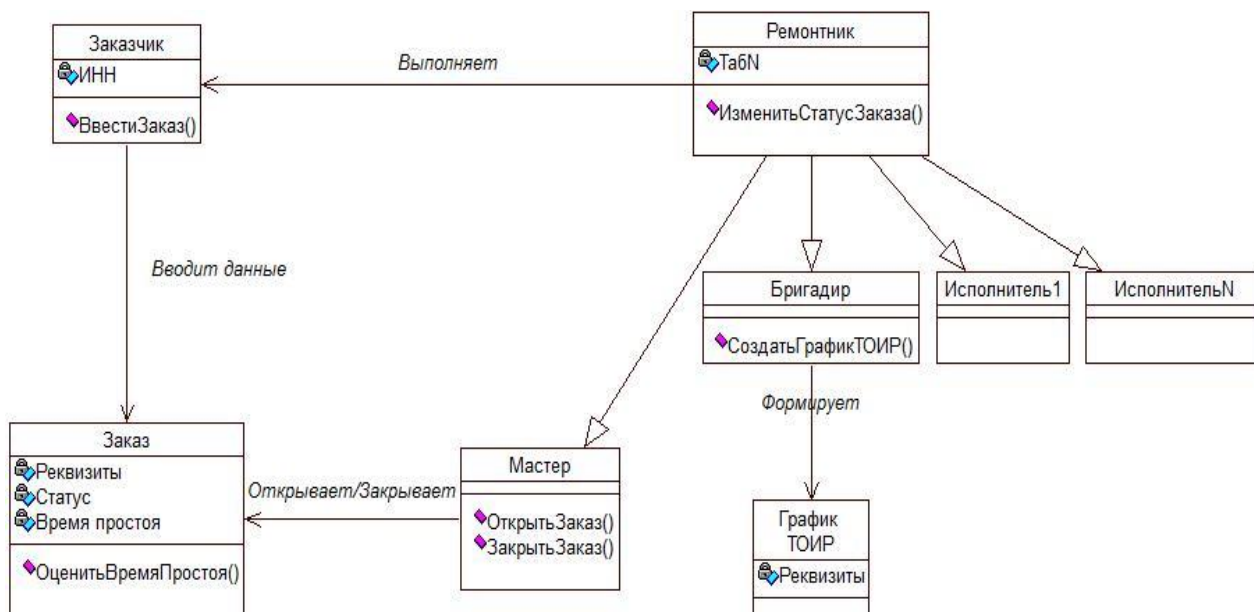 Заказчик
ИНН
ВвестиЗаказ()
Выполняет
Ремонтник
ТабN
ИзменитьСтатусЗаказа()
Вводит данные
Бригадир
СоздатьГрафикТОИР()
Исполнитель1
ИсполнительN
Формирует
Заказ
Реквизиты
Статус
Время простоя
ОценитьВремяПростоя()
Открывает/Закрывает
Мастер
ОткрытьЗаказ()
ЗакрытьЗаказ()
График
ТОИР
Реквизиты